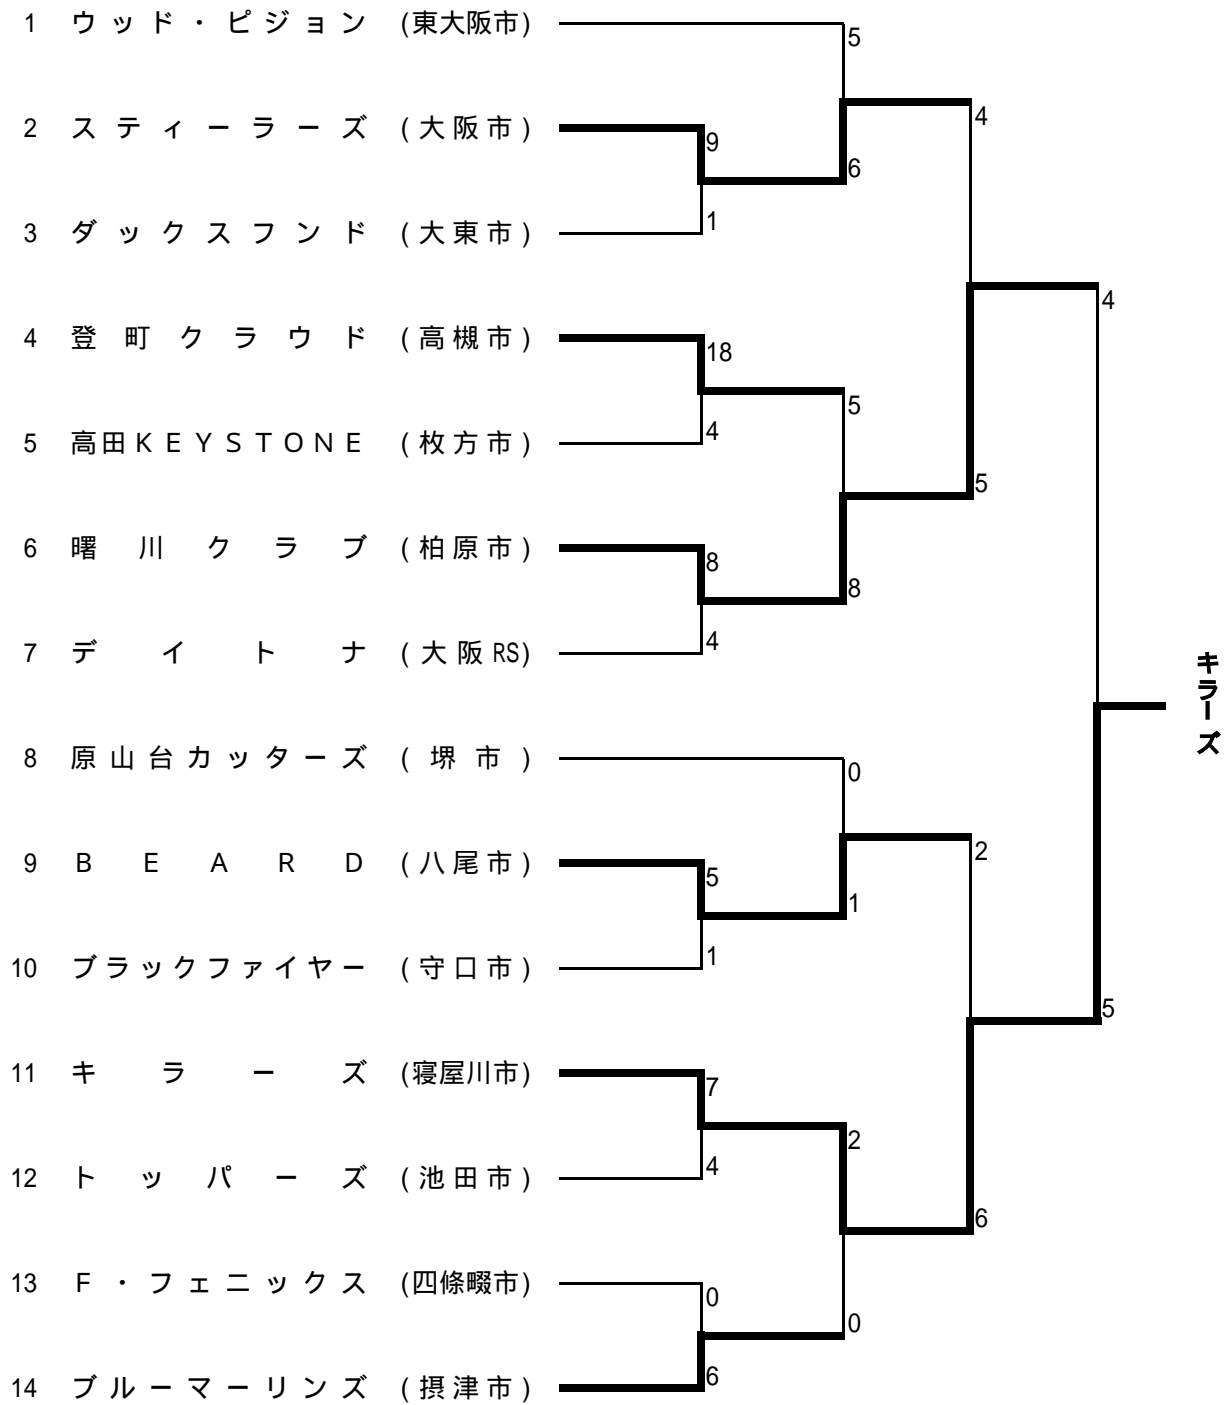 1 ウッド・ピジョン (東大阪市)
5
4
2 スティーラーズ (大阪市)
9
6
3 ダックスフンド (大東市)
1
4
4 登町クラウド (高槻市)
18
5
5 高田KEYSTONE (枚方市)
4
5
6 曙川クラブ (柏原市)
8
8
7 デイトナ (大阪RS)
4
キラーズ
8 原山台カッターズ (堺市)
0
2
9 BEARD (八尾市)
5
1
10 ブラックファイヤー (守口市)
1
5
11 キラーズ (寝屋川市)
7
2
12 トッパーズ (池田市)
4
6
13 F・フェニックス (四條畷市)
0
0
14 ブルーマーリンズ (摂津市)
6